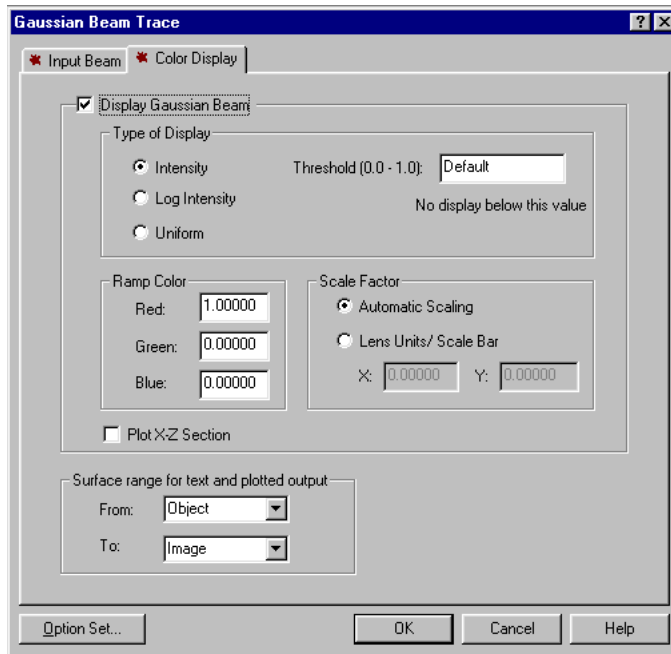 Gaussian Beam Trace
Input Beam
Color Display
Display Gaussian Beam
Type of Display
Intensity
Threshold (0.0 - 1.0):
Default
Log Intensity
No display below this value
Uniform
Ramp Color
Red:
1.00000
Green:
0.00000
Blue:
0.00000
Scale Factor
Automatic Scaling
Lens Units/ Scale Bar
X:
0.00000
Y:
0.00000
Plot X-Z Section
Surface range for text and plotted output
From:
Object
To:
Image
Option Set...
OK
Cancel
Help